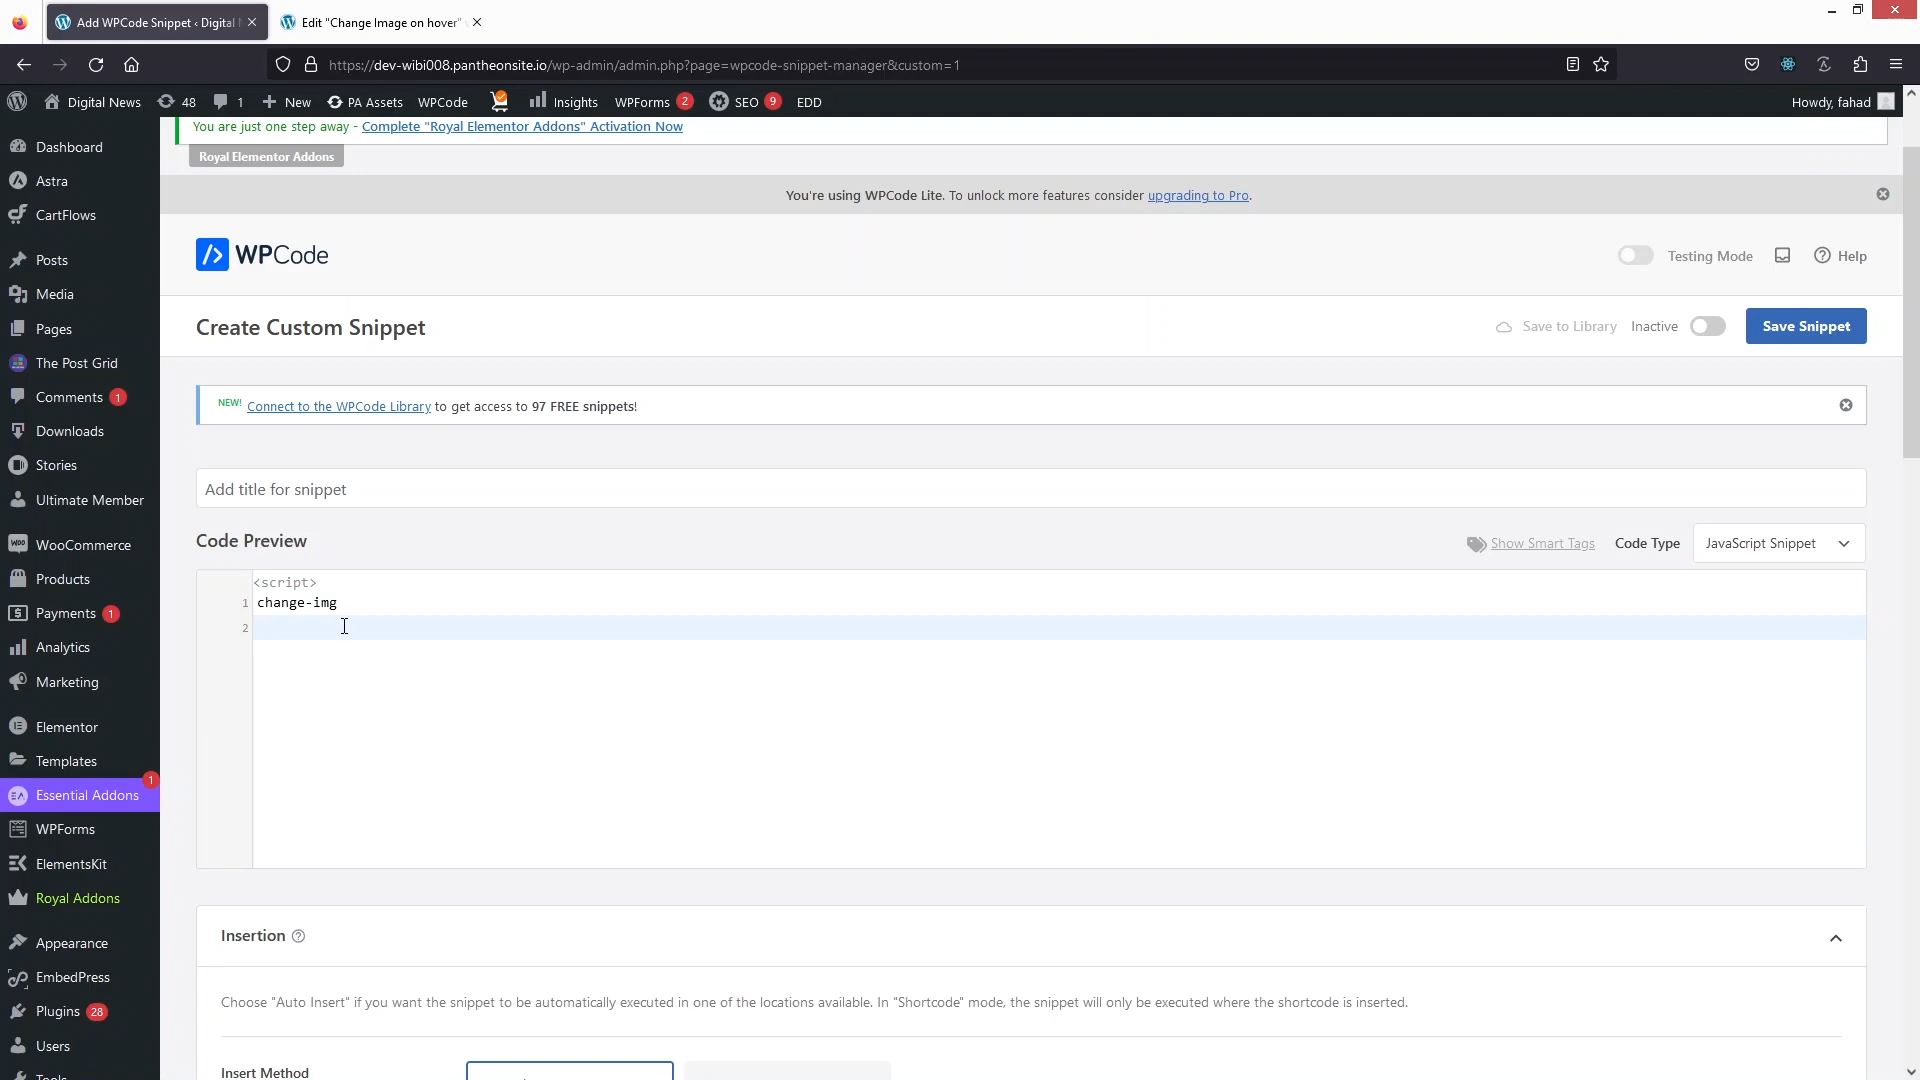 Add WPCode Snippet ‹ Digital
Edit "Change Image on hover"
https://dev-wibi008.pantheonsite.io/wp-admin/admin.php?page=wpcode-snippet-manager&custom=1
Digital News 48 1 New PA Assets WPCode Insights WPForms 2 SEO 9 EDD Howdy, fahad
You are just one step away - Complete "Royal Elementor Addons" Activation Now
Royal Elementor Addons
You're using WPCode Lite. To unlock more features consider upgrading to Pro.
WPCode
Testing Mode Help
Create Custom Snippet
Save to Library Inactive Save Snippet
NEW! Connect to the WPCode Library to get access to 97 FREE snippets!
Add title for snippet
Code Preview
Show Smart Tags Code Type JavaScript Snippet
<script>
1 change-img
2
Insertion
Choose "Auto Insert" if you want the snippet to be automatically executed in one of the locations available. In "Shortcode" mode, the snippet will only be executed where the shortcode is inserted.
Insert Method
Dashboard
Astra
CartFlows
Posts
Media
Pages
The Post Grid
Comments 1
Downloads
Stories
Ultimate Member
WooCommerce
Products
Payments 1
Analytics
Marketing
Elementor
Templates
Essential Addons 1
WPForms
ElementsKit
Royal Addons
Appearance
EmbedPress
Plugins 28
Users
Tools